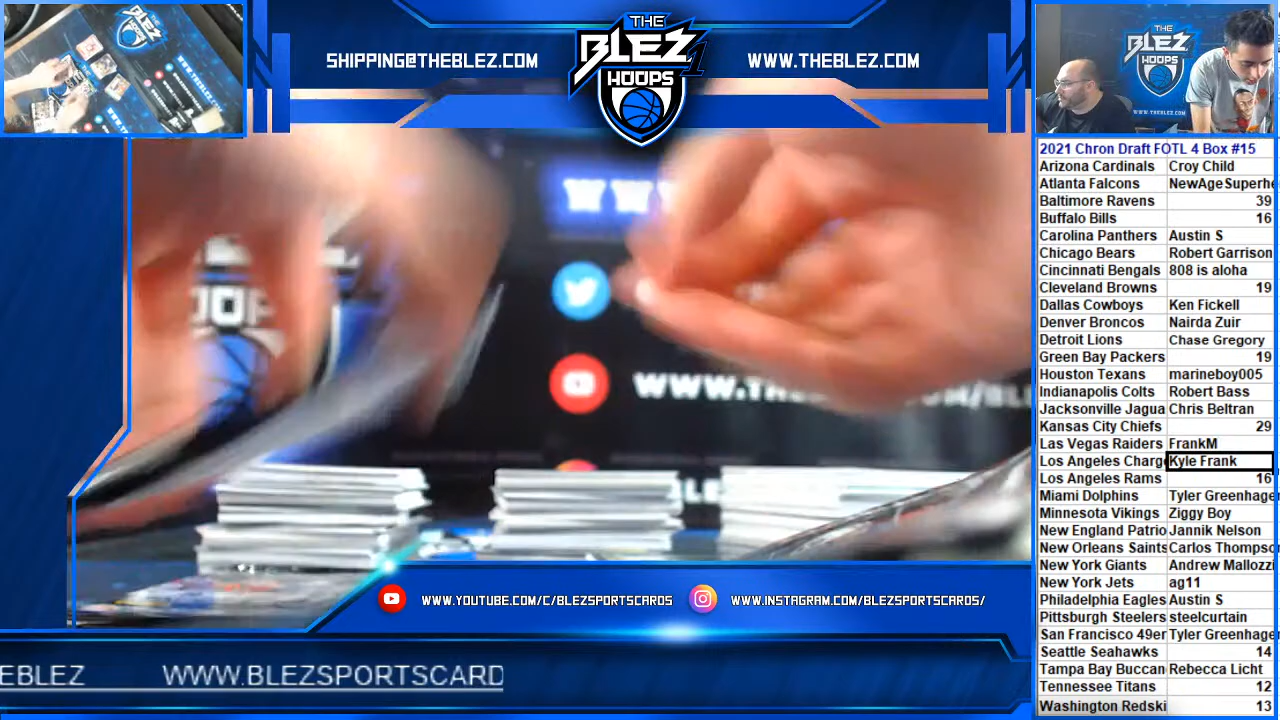 SHIPPING@THEBLEZ.COM
THE
BLEZ
HOOPS
WWW.THEBLEZ.COM
WWW.YOUTUBE.COM/C/BLEZSPORTSCARDS
WWW.INSTAGRAM.COM/BLEZSPORTSCARDS/
EBLEZ WWW.BLEZSPORTSCARD
THE
BLEZ
HOOPS
2021 Chron Draft FOTL 4 Box #15
Arizona Cardinals Croy Child
Atlanta Falcons NewAgeSuperhe
Baltimore Ravens 39
Buffalo Bills 16
Carolina Panthers Austin S
Chicago Bears Robert Garrison
Cincinnati Bengals 808 is aloha
Cleveland Browns 19
Dallas Cowboys Ken Fickell
Denver Broncos Nairda Zuir
Detroit Lions Chase Gregory
Green Bay Packers 19
Houston Texans marineboy005
Indianapolis Colts Robert Bass
Jacksonville Jagua Chris Beltran
Kansas City Chiefs 29
Las Vegas Raiders FrankM
Los Angeles Charg Kyle Frank
Los Angeles Rams 16
Miami Dolphins Tyler Greenhage
Minnesota Vikings Ziggy Boy
New England Patrio Jannik Nelson
New Orleans Saints Carlos Thompso
New York Giants Andrew Mallozzi
New York Jets ag11
Philadelphia Eagles Austin S
Pittsburgh Steelers steelcurtain
San Francisco 49er Tyler Greenhage
Seattle Seahawks 14
Tampa Bay Buccan Rebecca Licht
Tennessee Titans 12
Washington Redski 13